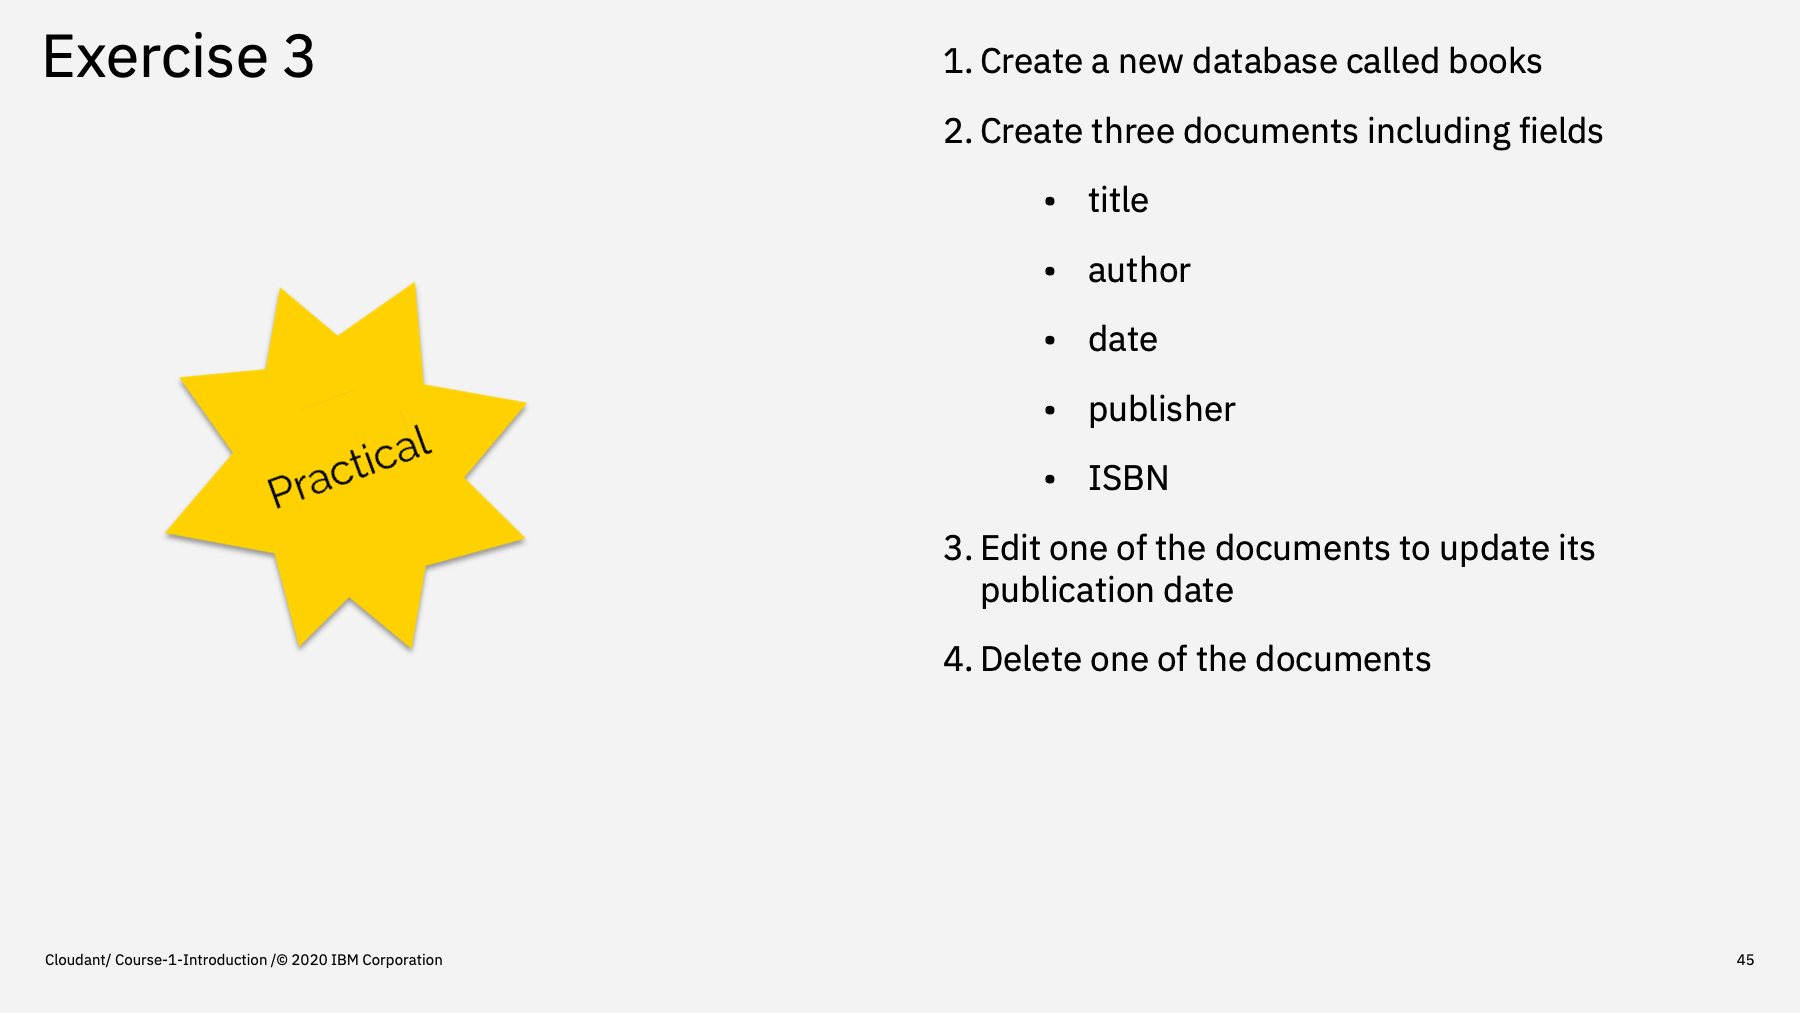 Exercise 3
Practical
1. Create a new database called books
2. Create three documents including fields
• title
• author
• date
• publisher
• ISBN
3. Edit one of the documents to update its
publication date
4. Delete one of the documents
Cloudant/ Course-1-Introduction /© 2020 IBM Corporation
45